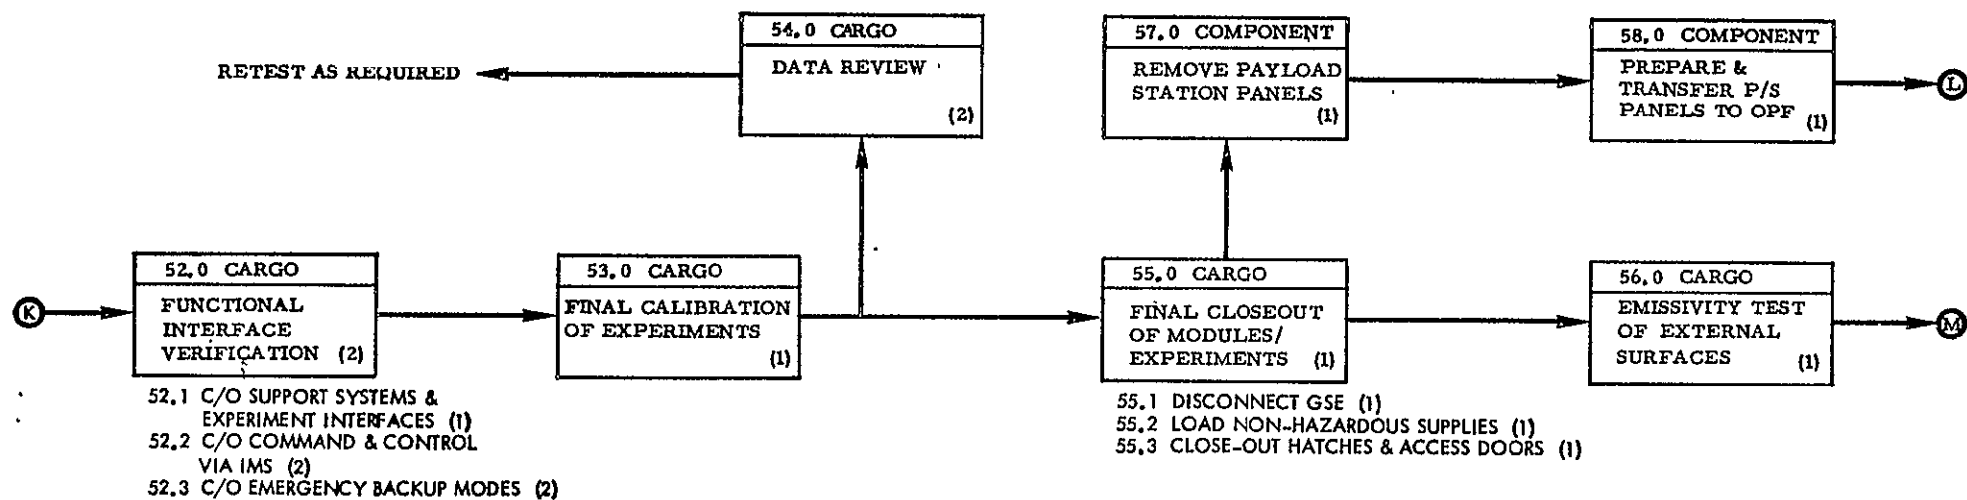 54.0 CARGO
DATA REVIEW
(2)
RETEST AS REQUIRED
57.0 COMPONENT
REMOVE PAYLOAD
STATION PANELS
(1)
58.0 COMPONENT
PREPARE &
TRANSFER P/S
PANELS TO OPF (1)
L
K
52.0 CARGO
FUNCTIONAL
INTERFACE
VERIFICATION (2)
52.1 C/O SUPPORT SYSTEMS &
EXPERIMENT INTERFACES (1)
52.2 C/O COMMAND & CONTROL
VIA IMS (2)
52.3 C/O EMERGENCY BACKUP MODES (2)
53.0 CARGO
FINAL CALIBRATION
OF EXPERIMENTS
(1)
55.0 CARGO
FINAL CLOSEOUT
OF MODULES/
EXPERIMENTS (1)
55.1 DISCONNECT GSE (1)
55.2 LOAD NON-HAZARDOUS SUPPLIES (1)
55.3 CLOSE-OUT HATCHES & ACCESS DOORS (1)
56.0 CARGO
EMISSIVITY TEST
OF EXTERNAL
SURFACES (1)
M